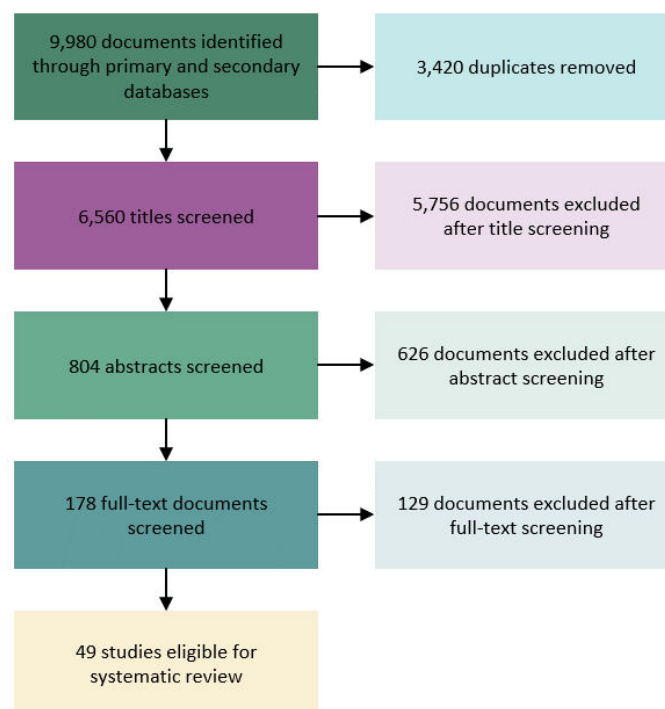 9,980 documents identified
through primary and secondary
databases
3,420 duplicates removed
6,560 titles screened
5,756 documents excluded
after title screening
804 abstracts screened
626 documents excluded after
abstract screening
178 full-text documents
screened
129 documents excluded after
full-text screening
49 studies eligible for
systematic review